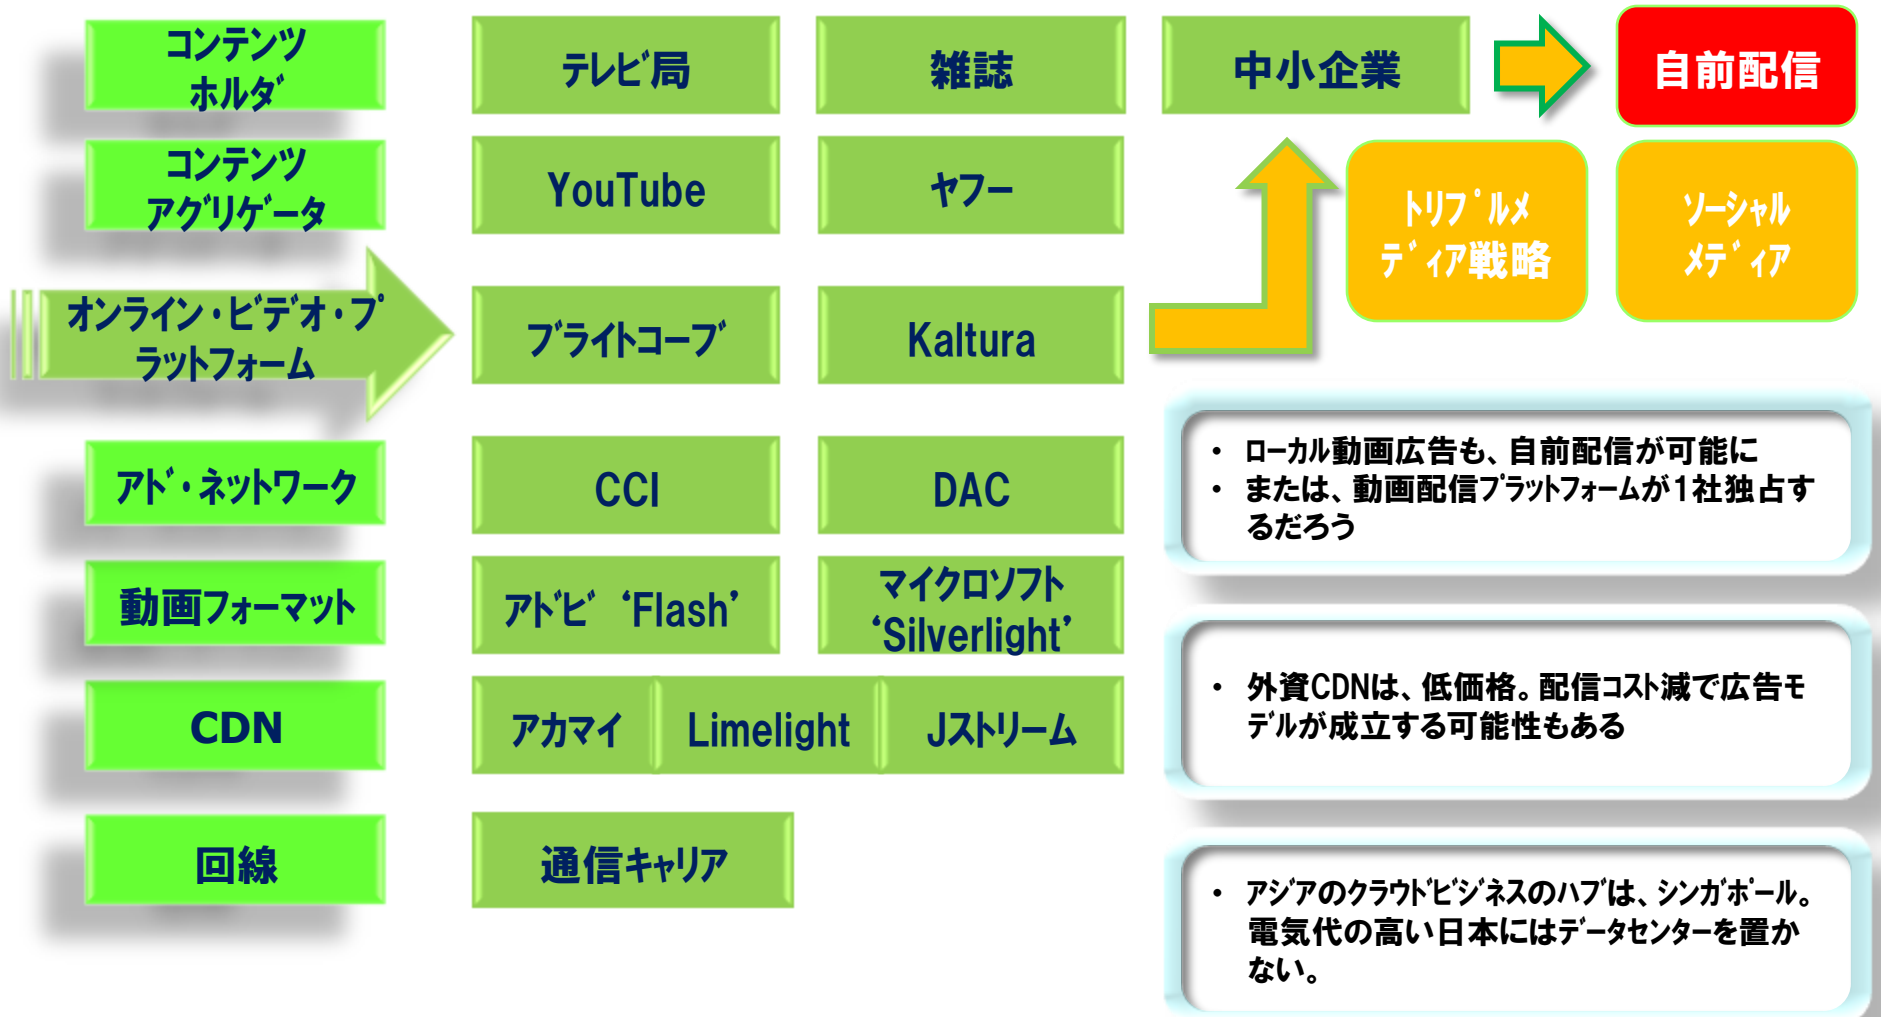 コンテンツ
ホルダ
テレビ局
雑誌
中小企業
自前配信
コンテンツ
アグリゲータ
YouTube
ヤフー
トリプルメ
ディア戦略
ソーシャル
メディア
オンライン・ビデオ・プ
ラットフォーム
ブライトコーブ
Kaltura
アド・ネットワーク
CCI
DAC
・ ローカル動画広告も、自前配信が可能に
・ または、動画配信プラットフォームが1社独占す
るだろう
動画フォーマット
アドビ ‘Flash’
マイクロソフト
‘Silverlight’
・ 外資CDNは、低価格。配信コスト減で広告モ
デルが成立する可能性もある
CDN
アカマイ
Limelight
Jストリーム
回線
通信キャリア
・ アジアのクラウドビジネスのハブは、シンガポール。
電気代の高い日本にはデータセンターを置か
ない。